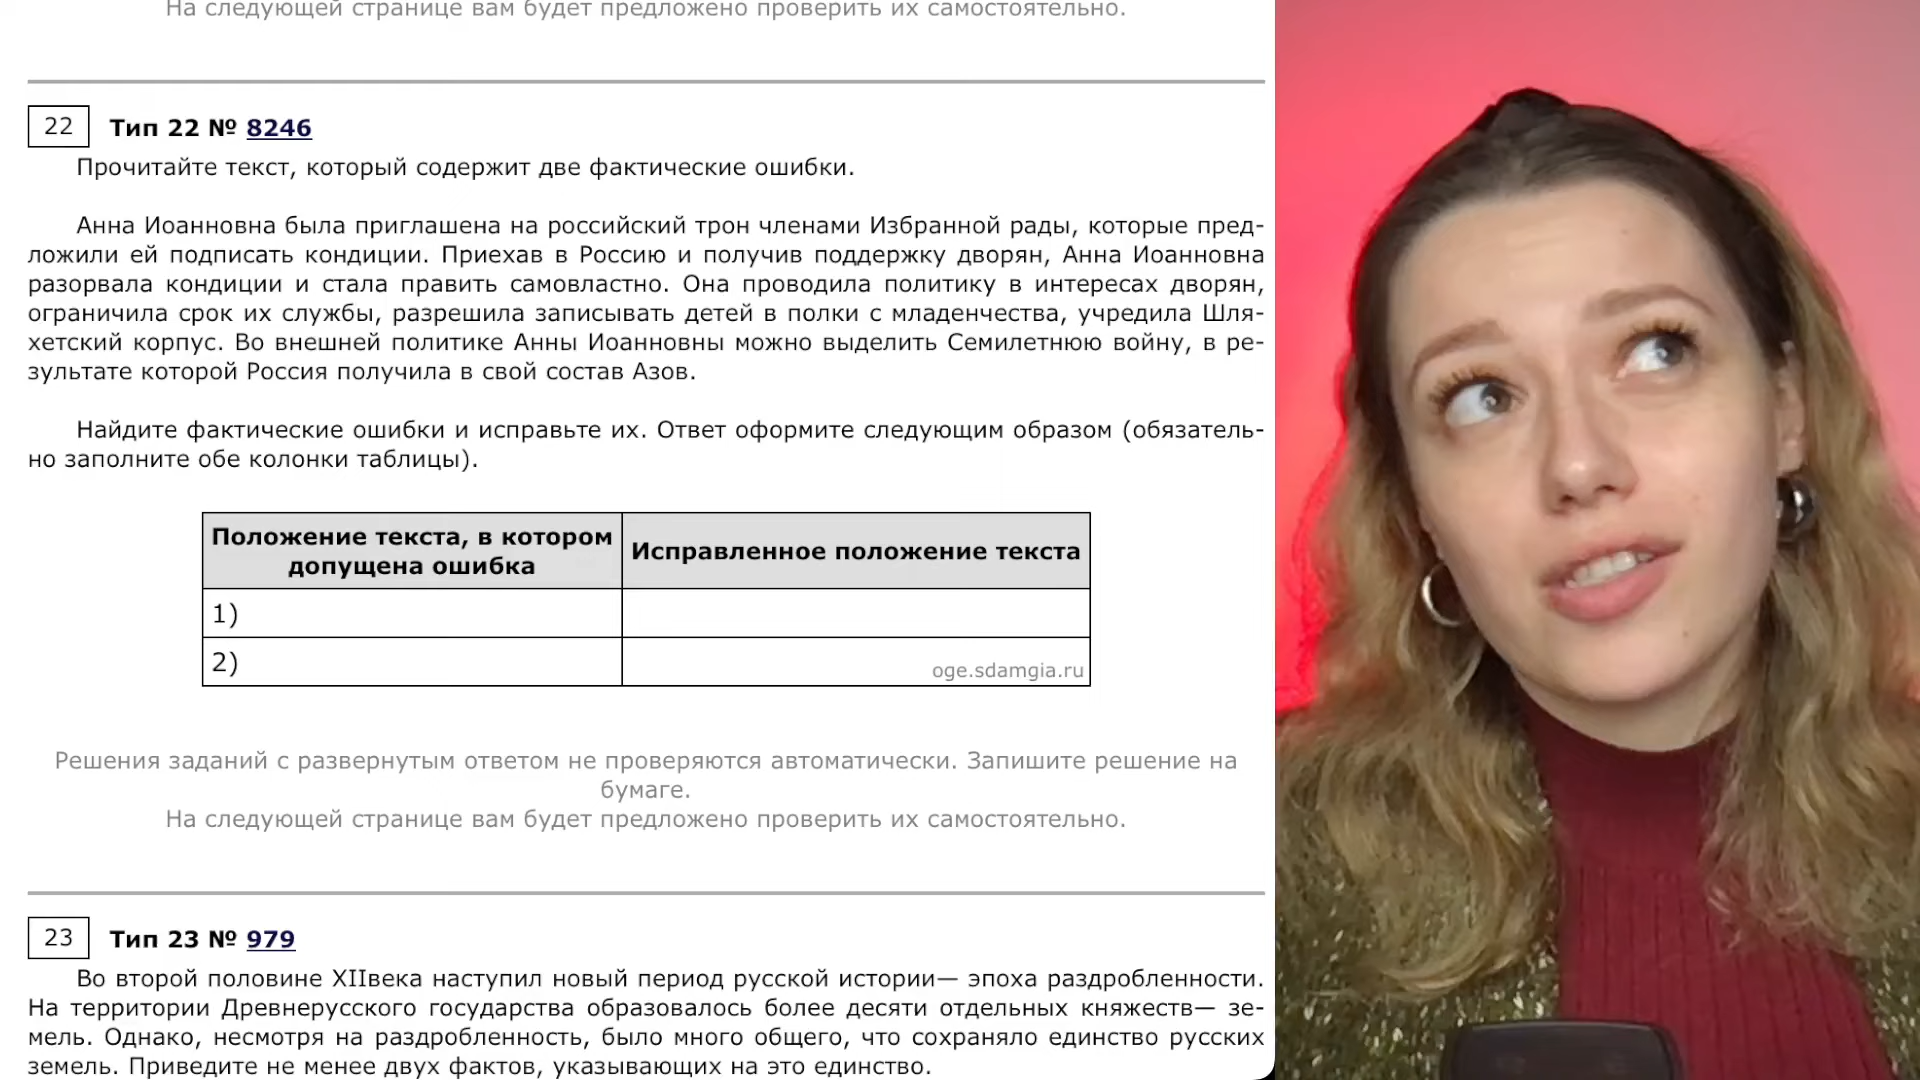 На следующей странице вам будет предложено проверить их самостоятельно.
22 Тип 22 № 8246
Прочитайте текст, который содержит две фактические ошибки.
Анна Иоанновна была приглашена на российский трон членами Избранной рады, которые пред-
ложили ей подписать кондиции. Приехав в Россию и получив поддержку дворян, Анна Иоанновна
разорвала кондиции и стала править самовластно. Она проводила политику в интересах дворян,
ограничила срок их службы, разрешила записывать детей в полки с младенчества, учредила Шля-
хетский корпус. Во внешней политике Анны Иоанновны можно выделить Семилетнюю войну, в ре-
зультате которой Россия получила в свой состав Азов.
Найдите фактические ошибки и исправьте их. Ответ оформите следующим образом (обязатель-
но заполните обе колонки таблицы).
Положение текста, в котором
допущена ошибка
Исправленное положение текста
1)
2)
oge.sdamgia.ru
Решения заданий с развернутым ответом не проверяются автоматически. Запишите решение на
бумаге.
На следующей странице вам будет предложено проверить их самостоятельно.
23 Тип 23 № 979
Во второй половине XIIвека наступил новый период русской истории— эпоха раздробленности.
На территории Древнерусского государства образовалось более десяти отдельных княжеств— зе-
мель. Однако, несмотря на раздробленность, было много общего, что сохраняло единство русских
земель. Приведите не менее двух фактов, указывающих на это единство.